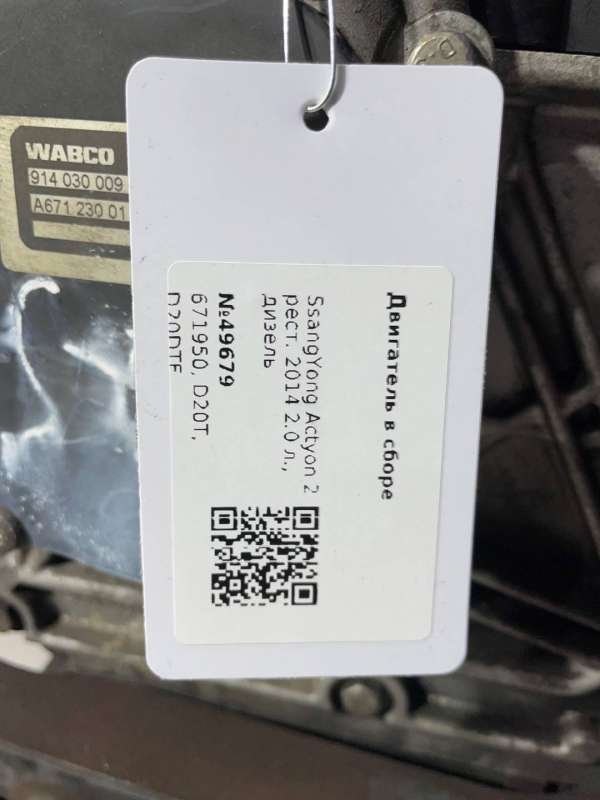 WABCO
914 030 009
A671 230 01
Двигатель в сборе
SsangYong Actyon 2
рест. 2014 2.0 л.,
дизель
№49679
671950, D20T,
D20DTF